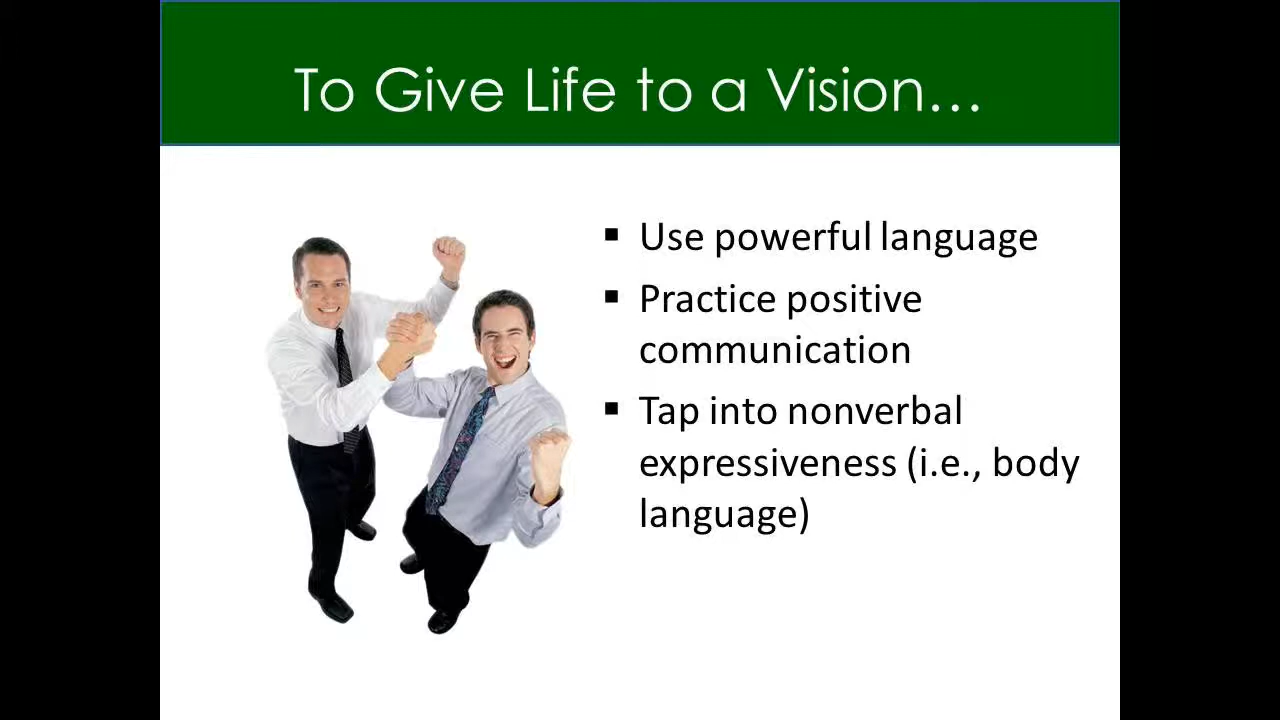 To Give Life to a Vision…
▪ Use powerful language
▪ Practice positive
communication
▪ Tap into nonverbal
expressiveness (i.e., body
language)